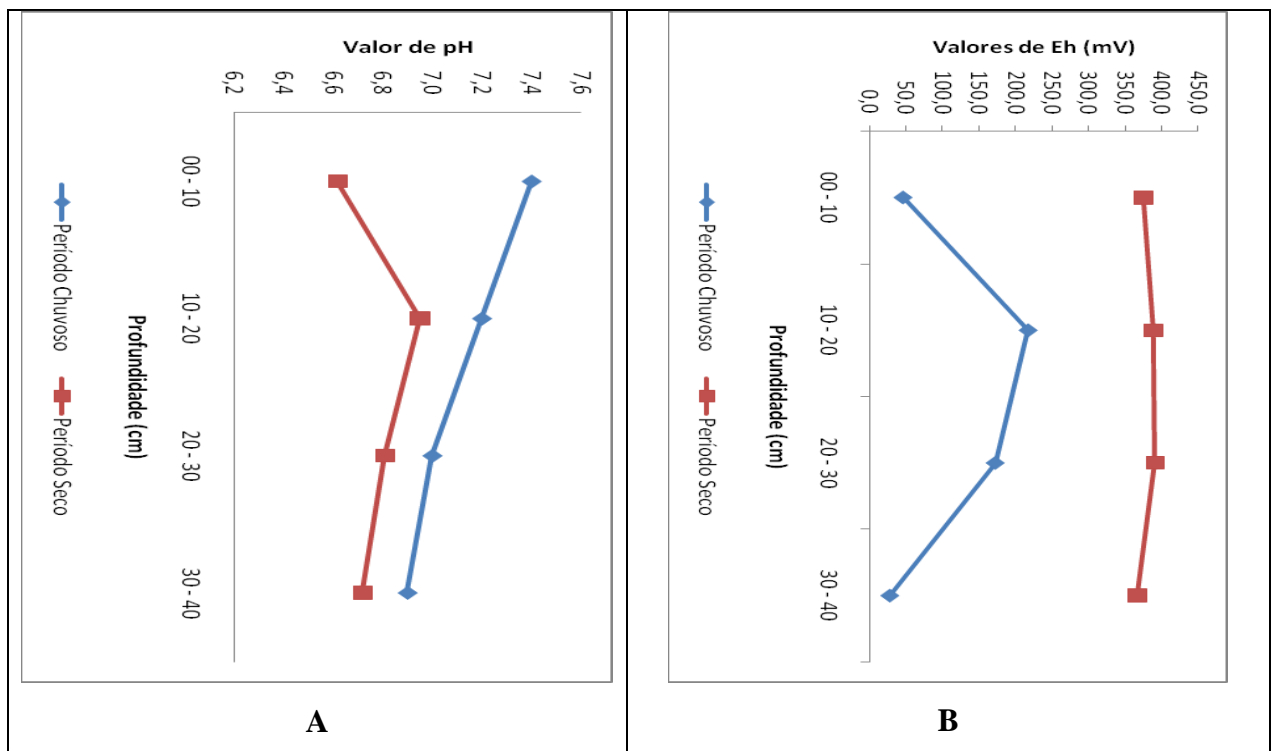 Valor de pH
6,2
6,4
6,6
6,8
7,0
7,2
7,4
7,6
00 - 10
10 - 20
20 - 30
30 - 40
Profundidade (cm)
Período Chuvoso
Período Seco
A
Valores de Eh (mV)
0,0
50,0
100,0
150,0
200,0
250,0
300,0
350,0
400,0
450,0
00 - 10
10 - 20
20 - 30
30 - 40
Profundidade (cm)
Período Chuvoso
Período Seco
B